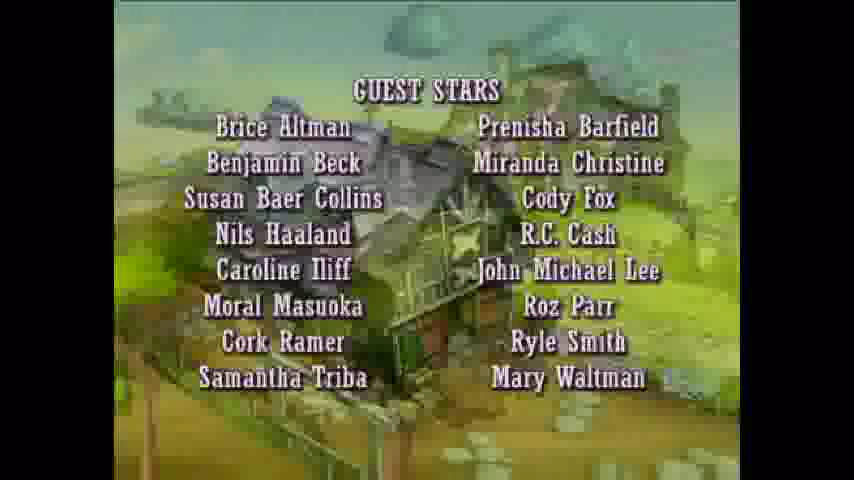 GUEST STARS
Brice Altman Prenisha Barfield
Benjamin Beck Miranda Christine
Susan Baer Collins Cody Fox
Nils Haaland R.C. Cash
Caroline Iliff John Michael Lee
Moral Masuoka Roz Parr
Cork Ramer Ryle Smith
Samantha Triba Mary Waltman